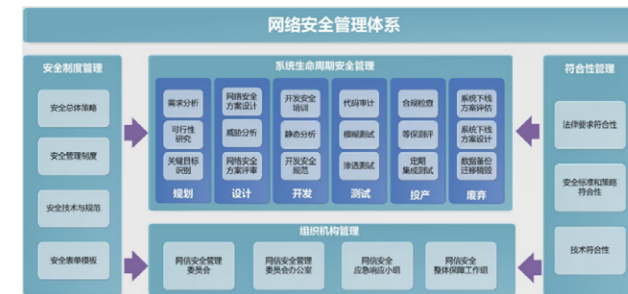 网络安全管理体系
安全制度管理
安全总体策略
安全管理制度
安全技术与规范
安全表单模板
系统生命周期安全管理
需求分析
可行性
研究
关键目标
识别
规划
网络安全
方案设计
威胁分析
网络安全
方案评审
设计
开发安全
培训
静态分析
开发安全
规范
开发
代码审计
模糊测试
渗透测试
测试
合规检查
等保测评
定期
集成测试
投产
系统下线
方案评估
系统下线
方案设计
数据备份
迁移销毁
废弃
组织机构管理
网信安全管理
委员会
网信安全管理
委员会办公室
网信安全
应急响应小组
网信安全
整体保障工作组
符合性管理
法律要求符合性
安全标准和策略
符合性
技术符合性